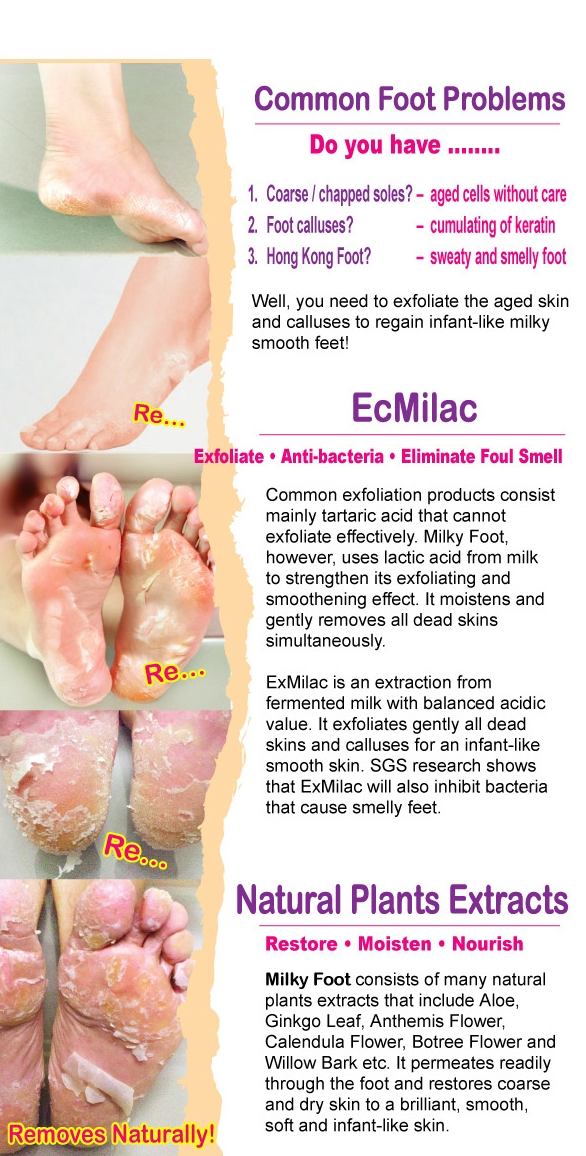 Common Foot Problems
Do you have ........
1. Coarse / chapped soles? – aged cells without care
2. Foot calluses? – cumulating of keratin
3. Hong Kong Foot? – sweaty and smelly foot
Well, you need to exfoliate the aged skin
and calluses to regain infant-like milky
smooth feet!
Re...
EcMilac
Exfoliate • Anti-bacteria • Eliminate Foul Smell
Common exfoliation products consist
mainly tartaric acid that cannot
exfoliate effectively. Milky Foot,
however, uses lactic acid from milk
to strengthen its exfoliating and
smoothening effect. It moistens and
gently removes all dead skins
simultaneously.
Re...
ExMilac is an extraction from
fermented milk with balanced acidic
value. It exfoliates gently all dead
skins and calluses for an infant-like
smooth skin. SGS research shows
that ExMilac will also inhibit bacteria
that cause smelly feet.
Re...
Natural Plants Extracts
Restore • Moisten • Nourish
Milky Foot consists of many natural
plants extracts that include Aloe,
Ginkgo Leaf, Anthemis Flower,
Calendula Flower, Botree Flower and
Willow Bark etc. It permeates readily
through the foot and restores coarse
and dry skin to a brilliant, smooth,
soft and infant-like skin.
Removes Naturally!